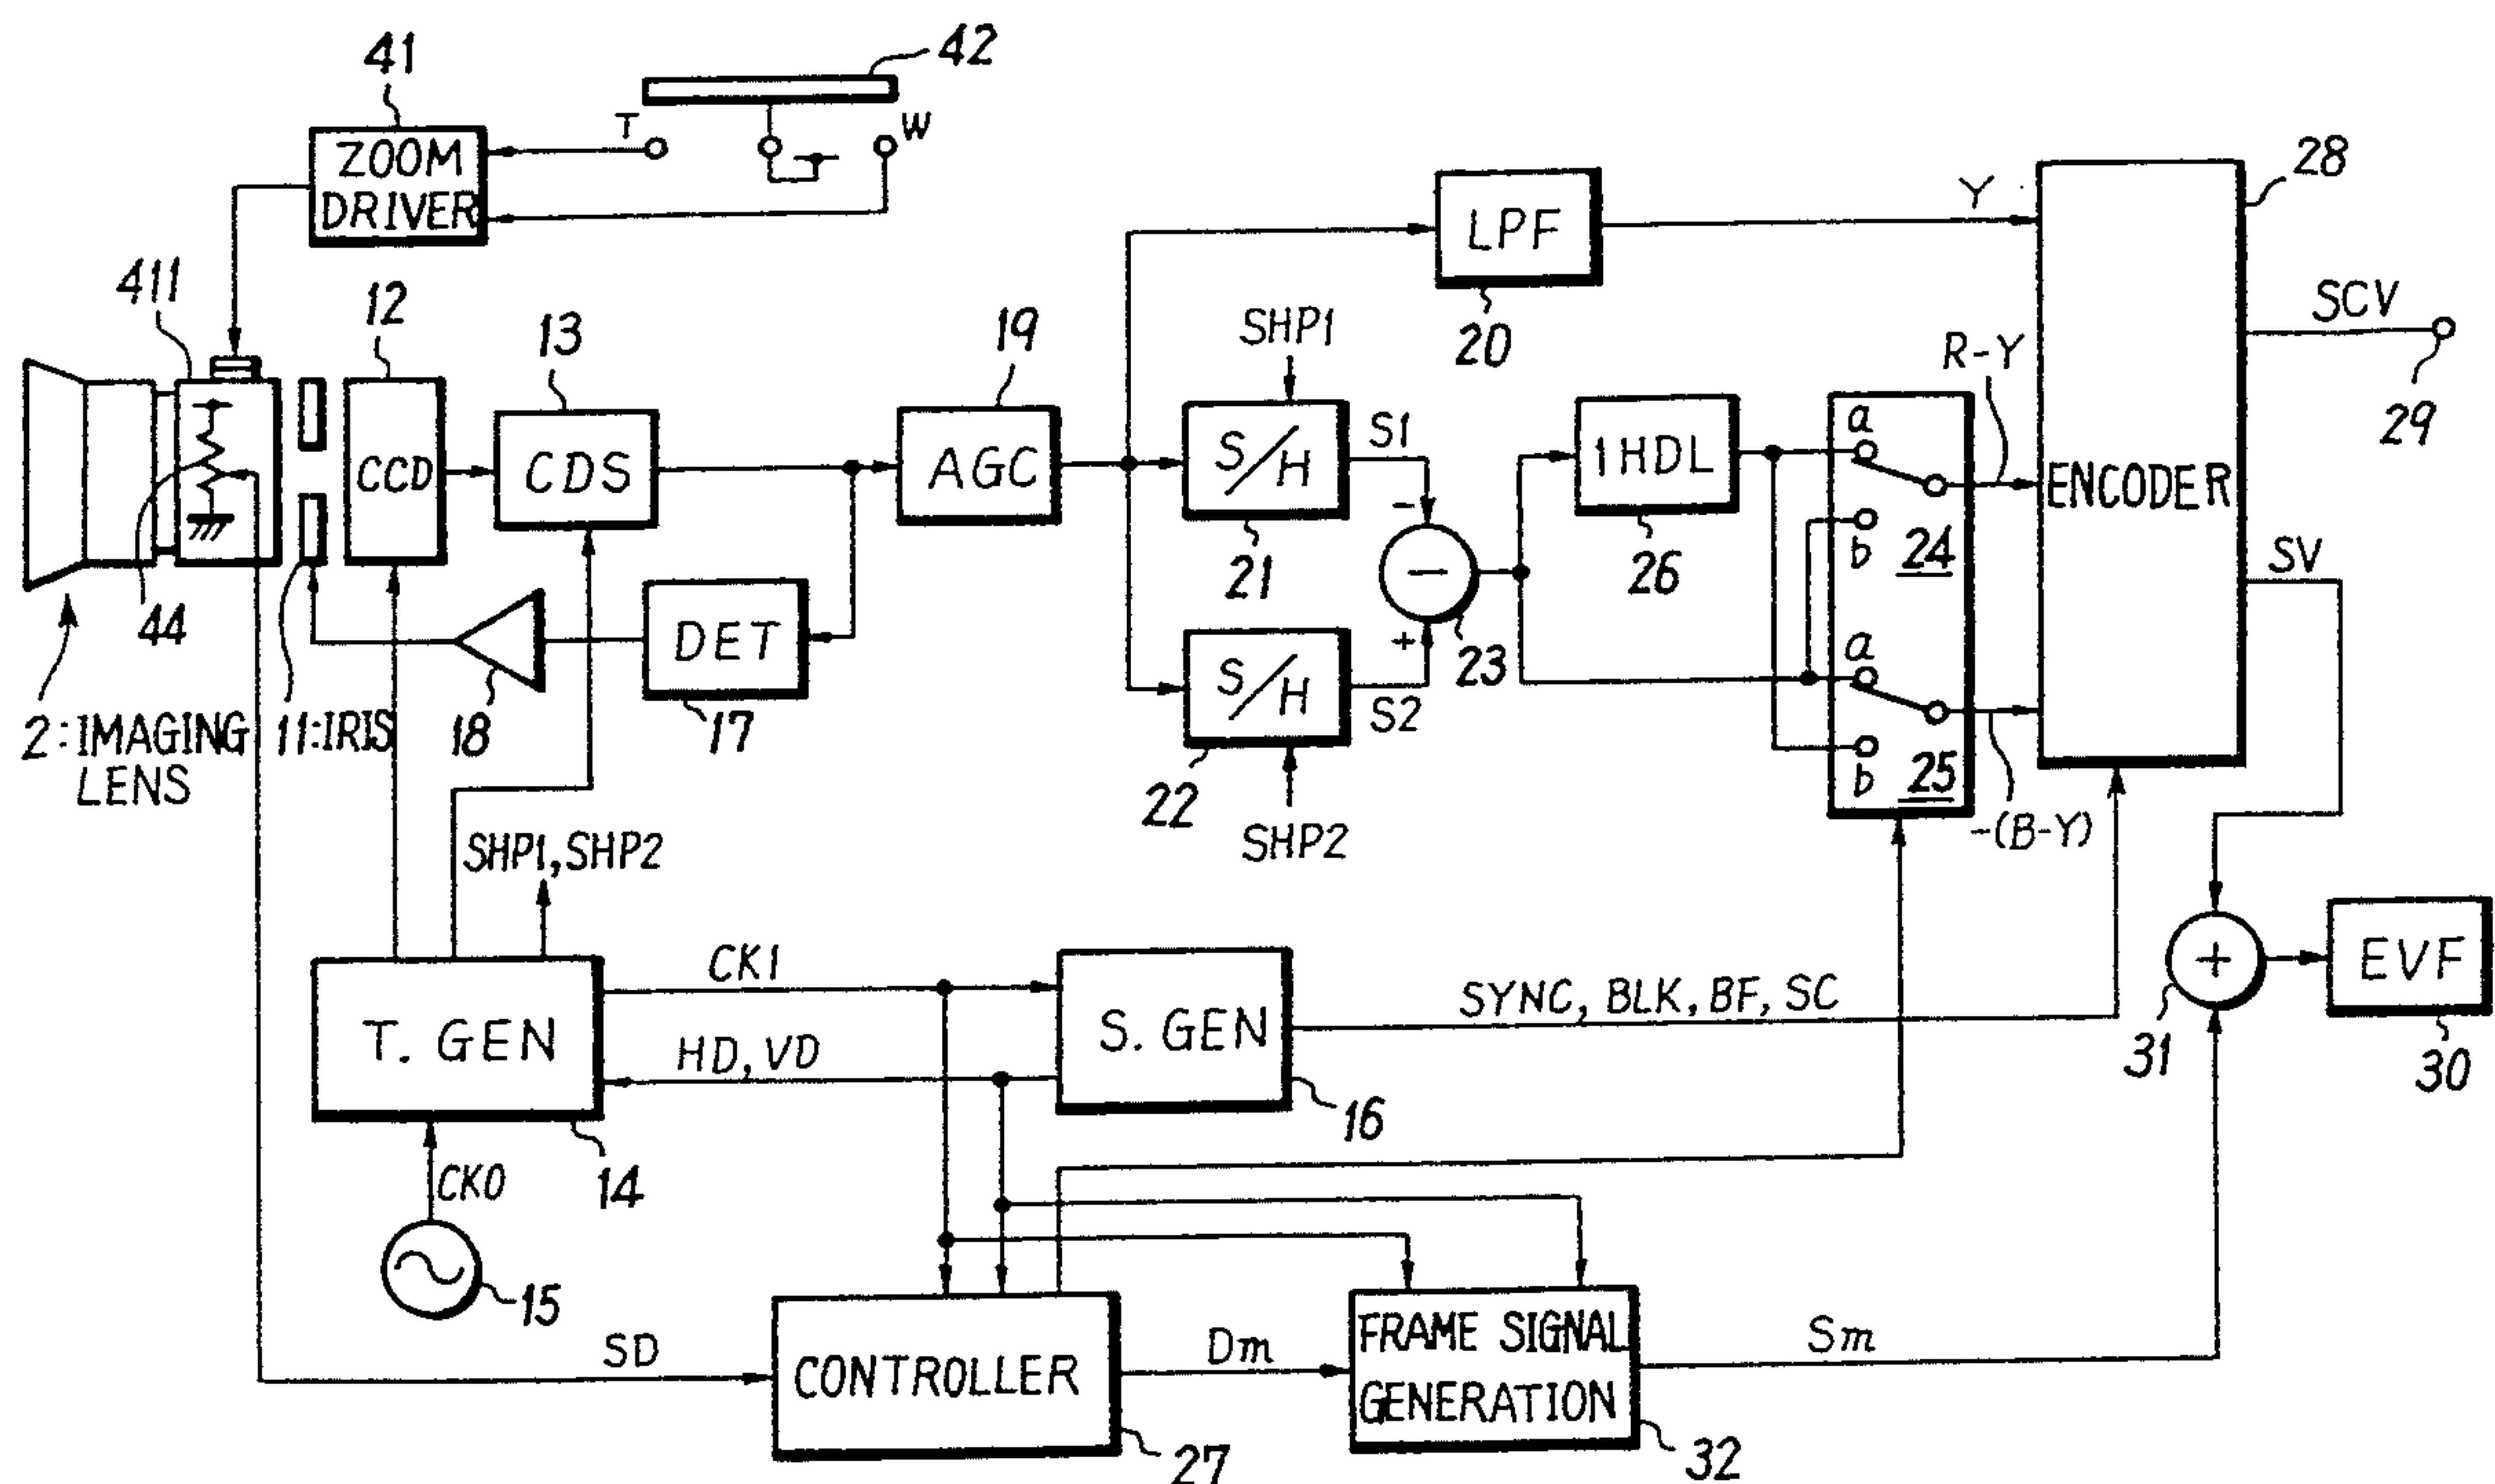 41
42
T
W
ZOOM
DRIVER
28
LPF
Y
411
12
13
19
SHP1
20
SCV
R-Y
29
CCD
CDS
AGC
S/H
S1
1HDL
a
ENCODER
-
21
26
b
24
SV
44
DET
−
+
23
a
S/H
S2
2:IMAGING
LENS
11:IRIS
18
17
22
b
25
SHP1, SHP2
SHP2
-(B-Y)
CK1
T. GEN
S. GEN
SYNC, BLK, BF, SC
+
EVF
HD, VD
31
30
16
14
CK0
15
SD
CONTROLLER
Dm
FRAME SIGNAL
GENERATION
Sm
27
32